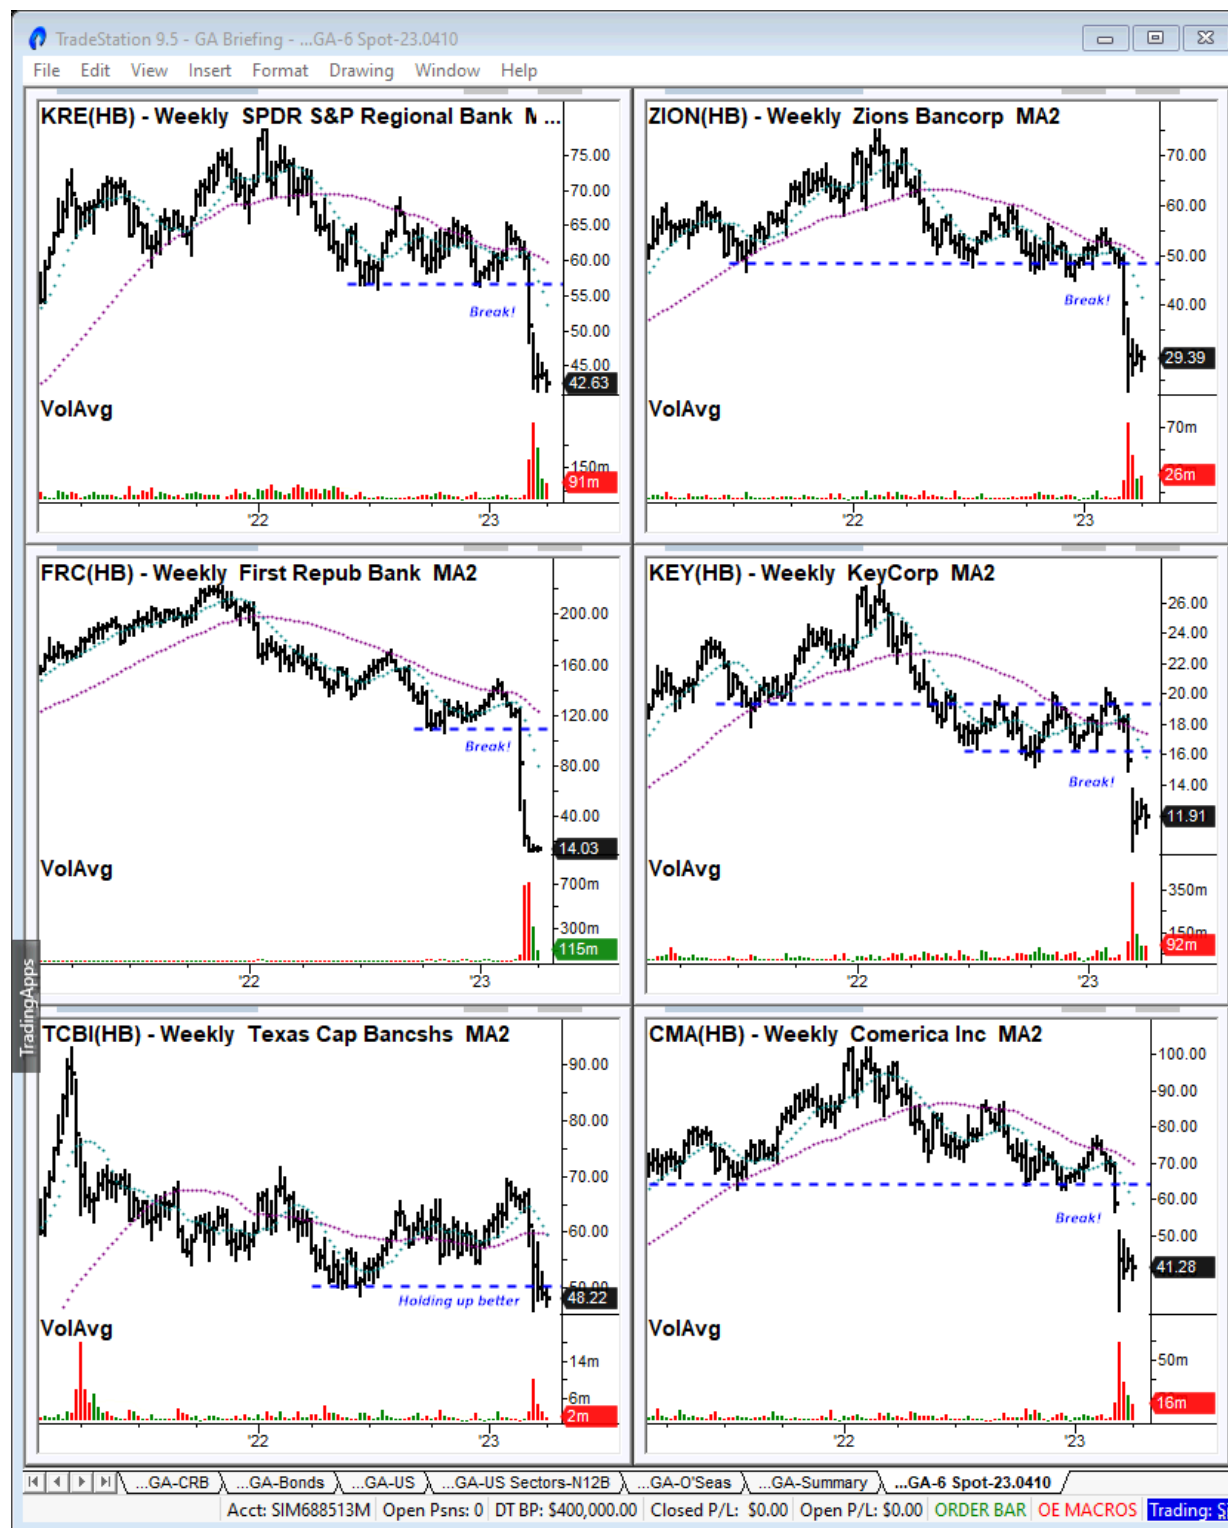 TradeStation 9.5 - GA Briefing - ...GA-6 Spot-23.0410
File Edit View Insert Format Drawing Window Help
KRE(HB) - Weekly SPDR S&P Regional Bank M ...
75.00
70.00
65.00
60.00
55.00
50.00
45.00
42.63
Break!
VolAvg
150m
91m
'22 '23
ZION(HB) - Weekly Zions Bancorp MA2
70.00
60.00
50.00
40.00
29.39
Break!
VolAvg
70m
26m
'22 '23
FRC(HB) - Weekly First Repub Bank MA2
200.00
160.00
120.00
80.00
40.00
14.03
Break!
VolAvg
700m
300m
115m
'22 '23
KEY(HB) - Weekly KeyCorp MA2
26.00
24.00
22.00
20.00
18.00
16.00
14.00
11.91
Break!
VolAvg
350m
150m
92m
'22 '23
TradingApps
TCBI(HB) - Weekly Texas Cap Bancshs MA2
90.00
80.00
70.00
60.00
50.00
48.22
Holding up better
VolAvg
14m
6m
2m
'22 '23
CMA(HB) - Weekly Comerica Inc MA2
100.00
90.00
80.00
70.00
60.00
50.00
41.28
Break!
VolAvg
50m
16m
'22 '23
...GA-CRB ...GA-Bonds ...GA-US ...GA-US Sectors-N12B ...GA-O'Seas ...GA-Summary ...GA-6 Spot-23.0410
Acct: SIM688513M Open Psns: 0 DT BP: $400,000.00 Closed P/L: $0.00 Open P/L: $0.00 ORDER BAR OE MACROS Trading: